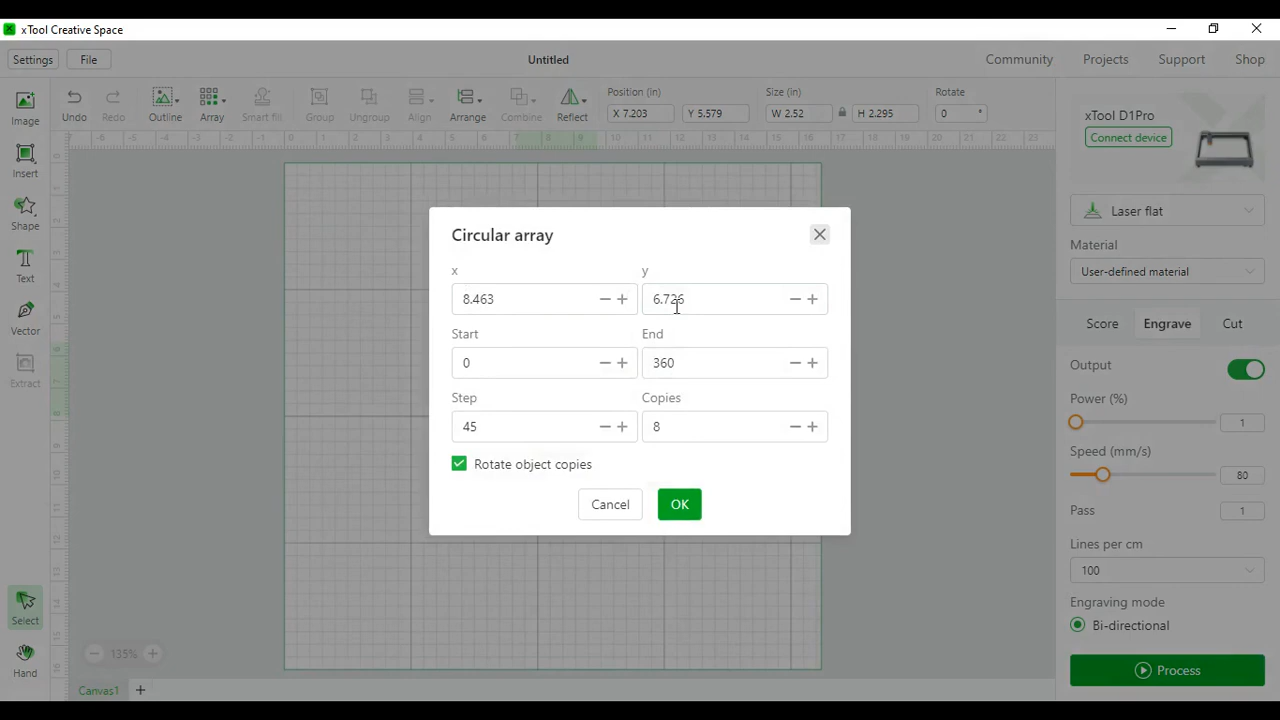 xTool Creative Space
Settings File Untitled Community Projects Support Shop
Image
Undo Redo Outline Array Smart fill Group Ungroup Align Arrange Combine Reflect
Position (in) Size (in) Rotate
X 7.203 Y 5.579 W 2.52 H 2.295 0 °
Insert
Shape
Text
Vector
Extract
Select
Hand
Circular array
x y
8.463 6.726
Start End
0 360
Step Copies
45 8
Rotate object copies
Cancel OK
135%
Canvas1
xTool D1Pro
Connect device
Laser flat
Material
User-defined material
Score Engrave Cut
Output
Power (%)
1
Speed (mm/s)
80
Pass 1
Lines per cm
100
Engraving mode
Bi-directional
Process